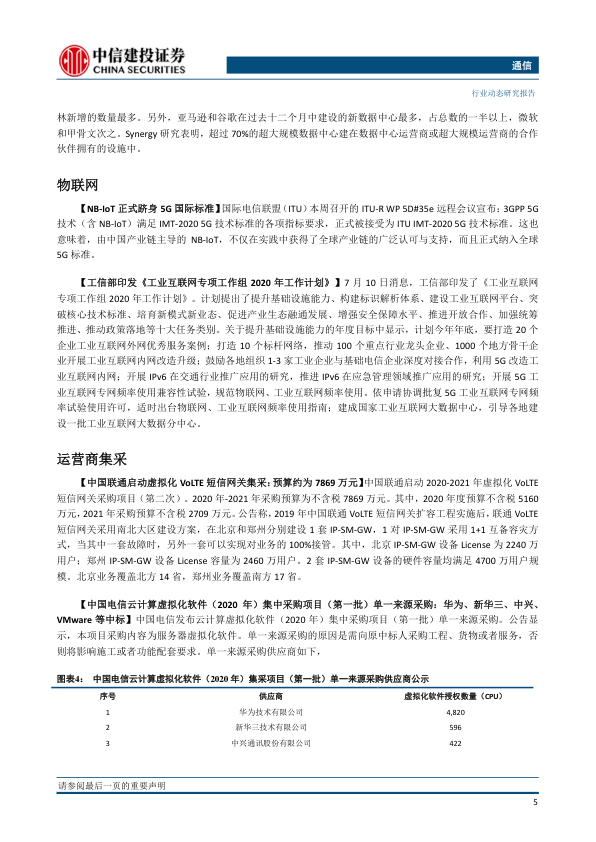 中信建投证券
CHINA SECURITIES
通信
行业动态研究报告
林新增的数量最多。另外，亚马逊和谷歌在过去十二个月中建设的新数据中心最多，占总数的一半以上，微软
和甲骨文次之。Synergy 研究表明，超过 70%的超大规模数据中心建在数据中心运营商或超大规模运营商的合作
伙伴拥有的设施中。
物联网
【NB-IoT 正式跻身 5G 国际标准】国际电信联盟（ITU）本周召开的 ITU-R WP 5D#35e 远程会议宣布：3GPP 5G
技术（含 NB-IoT）满足 IMT-2020 5G 技术标准的各项指标要求，正式被接受为 ITU IMT-2020 5G 技术标准。这也
意味着，由中国产业链主导的 NB-IoT，不仅在实践中获得了全球产业链的广泛认可与支持，而且正式纳入全球
5G 标准。
【工信部印发《工业互联网专项工作组 2020 年工作计划》】7 月 10 日消息，工信部印发了《工业互联网
专项工作组 2020 年工作计划》。计划提出了提升基础设施能力、构建标识解析体系、建设工业互联网平台、突
破核心技术标准、培育新模式新业态、促进产业生态融通发展、增强安全保障水平、推进开放合作、加强统筹
推进、推动政策落地等十大任务类别。关于提升基础设施能力的年度目标中显示，计划今年年底，要打造 20 个
企业工业互联网外网优秀服务案例；打造 10 个标杆网络，推动 100 个重点行业龙头企业、1000 个地方骨干企
业开展工业互联网内网改造升级；鼓励各地组织 1-3 家工业企业与基础电信企业深度对接合作，利用 5G 改造工
业互联网内网；开展 IPv6 在交通行业推广应用的研究，推进 IPv6 在应急管理领域推广应用的研究；开展 5G 工
业互联网专网频率使用兼容性试验，规范物联网、工业互联网频率使用。依申请协调批复 5G 工业互联网专网频
率试验使用许可，适时出台物联网、工业互联网频率使用指南；建成国家工业互联网大数据中心，引导各地建
设一批工业互联网大数据分中心。
运营商集采
【中国联通启动虚拟化 VoLTE 短信网关集采：预算约为 7869 万元】中国联通启动 2020-2021 年虚拟化 VoLTE
短信网关采购项目（第二次）。2020 年-2021 年采购预算为不含税 7869 万元。其中，2020 年度预算不含税 5160
万元，2021 年采购预算不含税 2709 万元。公告称，2019 年中国联通 VoLTE 短信网关扩容工程实施后，联通 VoLTE
短信网关采用南北大区建设方案，在北京和郑州分别建设 1 套 IP-SM-GW，1 对 IP-SM-GW 采用 1+1 互备容灾方
式，当其中一套故障时，另外一套可以实现对业务的 100%接管。其中，北京 IP-SM-GW 设备 License 为 2240 万
用户；郑州 IP-SM-GW 设备 License 容量为 2460 万用户。2 套 IP-SM-GW 设备的硬件容量均满足 4700 万用户规
模。北京业务覆盖北方 14 省，郑州业务覆盖南方 17 省。
【中国电信云计算虚拟化软件（2020 年）集中采购项目（第一批）单一来源采购：华为、新华三、中兴、
VMware 等中标】中国电信发布云计算虚拟化软件（2020 年）集中采购项目（第一批）单一来源采购。公告显
示，本项目采购内容为服务器虚拟化软件。单一来源采购的原因是需向原中标人采购工程、货物或者服务，否
则将影响施工或者功能配套要求。单一来源采购供应商如下，
图表4： 中国电信云计算虚拟化软件（2020 年）集采项目（第一批）单一来源采购供应商公示
序号 供应商 虚拟化软件授权数量（CPU）
1 华为技术有限公司 4,820
2 新华三技术有限公司 596
3 中兴通讯股份有限公司 422
请参阅最后一页的重要声明
5